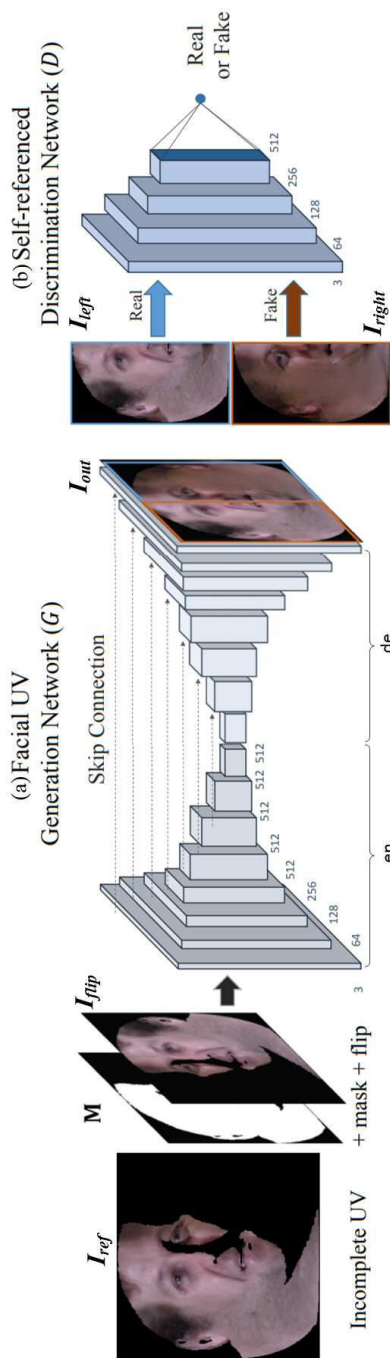 (a) Facial UV
Generation Network (G)
(b) Self-referenced
Discrimination Network (D)
I_ref
M
I_flip
Skip Connection
I_out
I_left
Real
Fake
I_right
Real
or Fake
Incomplete UV
+ mask + flip
3
64
128
256
512
512
512
512
512
en
de
3
64
128
256
512